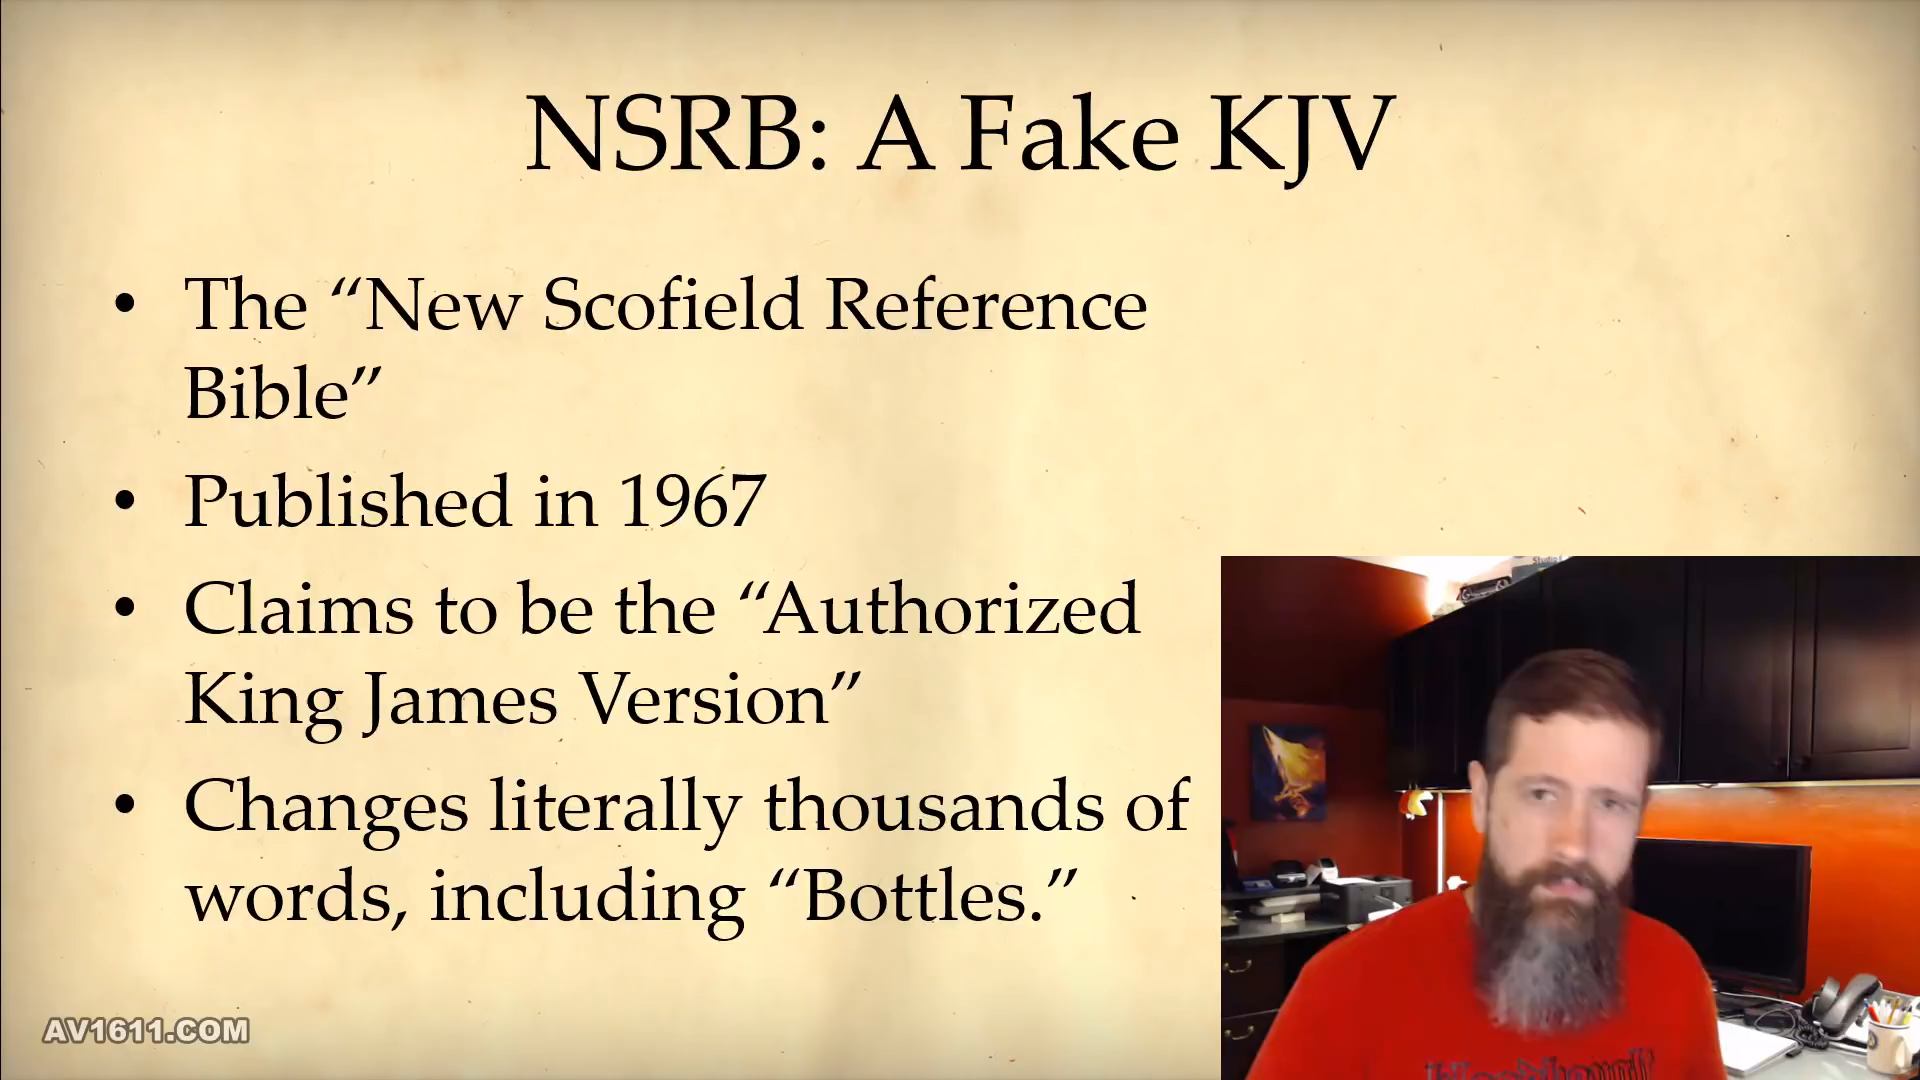 NSRB: A Fake KJV
• The “New Scofield Reference
Bible”
• Published in 1967
• Claims to be the “Authorized
King James Version”
• Changes literally thousands of
words, including “Bottles.”
AV1611.COM